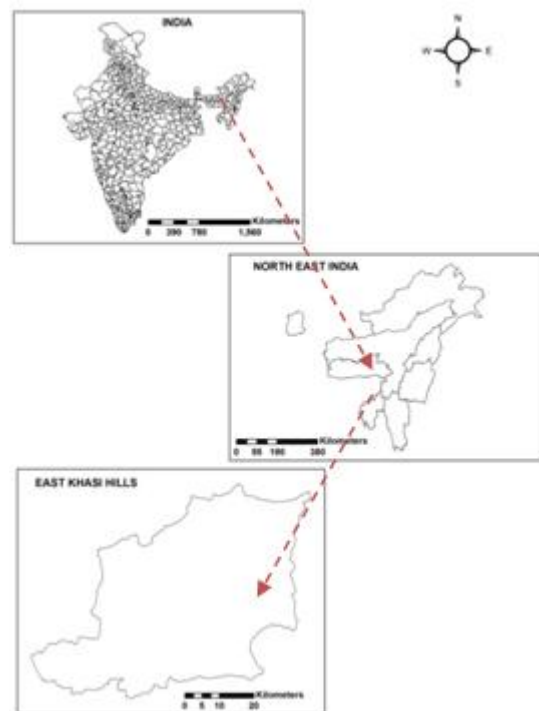 INDIA
N
W E
S
Kilometers
0 390 780 1,560
NORTH EAST INDIA
Kilometers
0 95 190 380
EAST KHASI HILLS
Kilometers
0 5 10 20